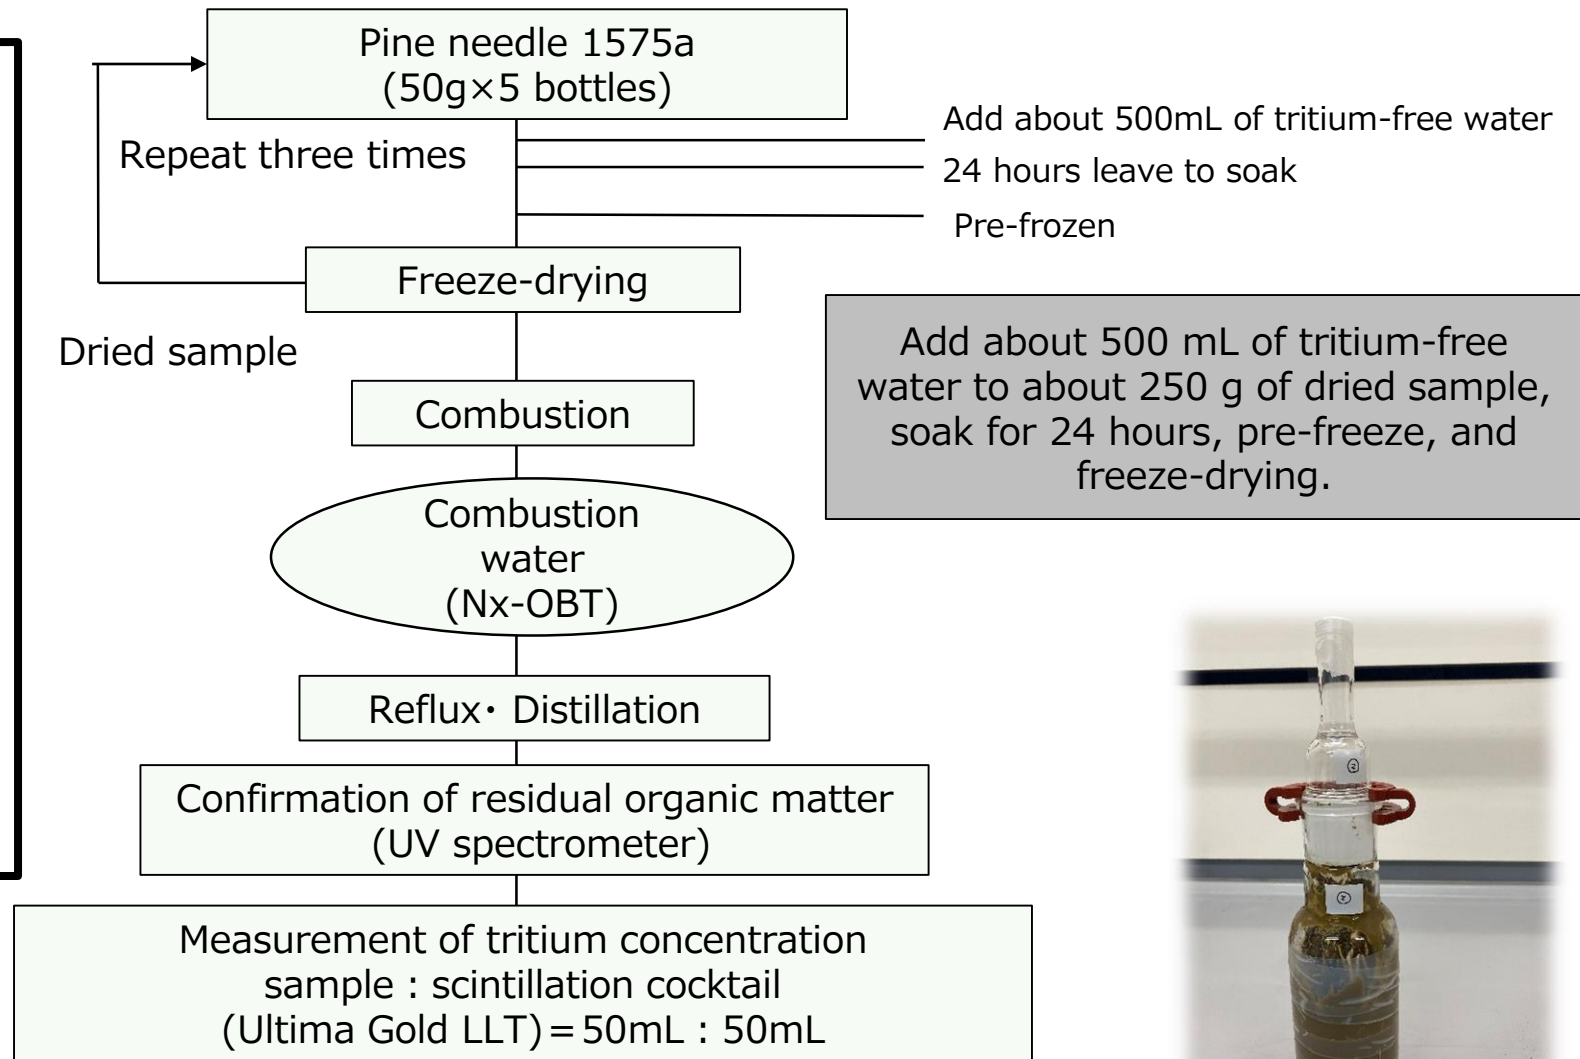 Pine needle 1575a
(50g×5 bottles)
Add about 500mL of tritium-free water
Repeat three times
24 hours leave to soak
Pre-frozen
Freeze-drying
Dried sample
Add about 500 mL of tritium-free
water to about 250 g of dried sample,
soak for 24 hours, pre-freeze, and
freeze-drying.
Combustion
Combustion
water
(Nx-OBT)
Reflux・ Distillation
Confirmation of residual organic matter
(UV spectrometer)
Measurement of tritium concentration
sample : scintillation cocktail
(Ultima Gold LLT)=50mL : 50mL